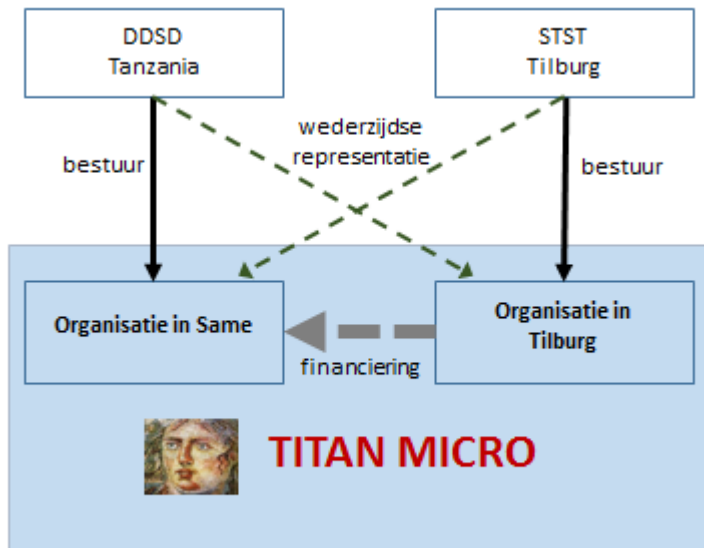 DDSD
Tanzania
STST
Tilburg
wederzijdse
representatie
bestuur
bestuur
Organisatie in Same
Organisatie in
Tilburg
financiering
TITAN MICRO